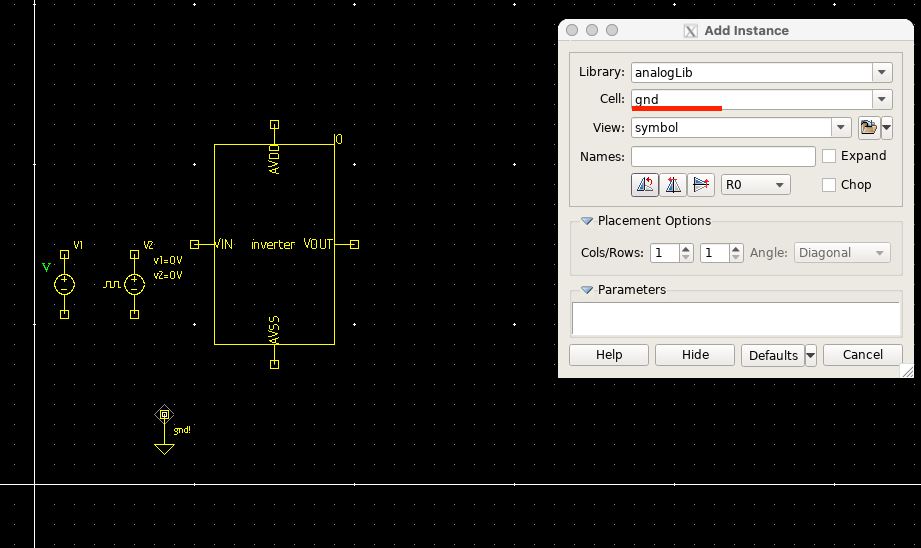 Add Instance
Library: analogLib
Cell: gnd
View: symbol
Names:
Expand
R0
Chop
Placement Options
Cols/Rows: 1 1 Angle: Diagonal
Parameters
Help Hide Defaults Cancel
I0
AVDD
VIN inverter VOUT
AVSS
V1
V
V2
v1=0V
v2=0V
gnd!